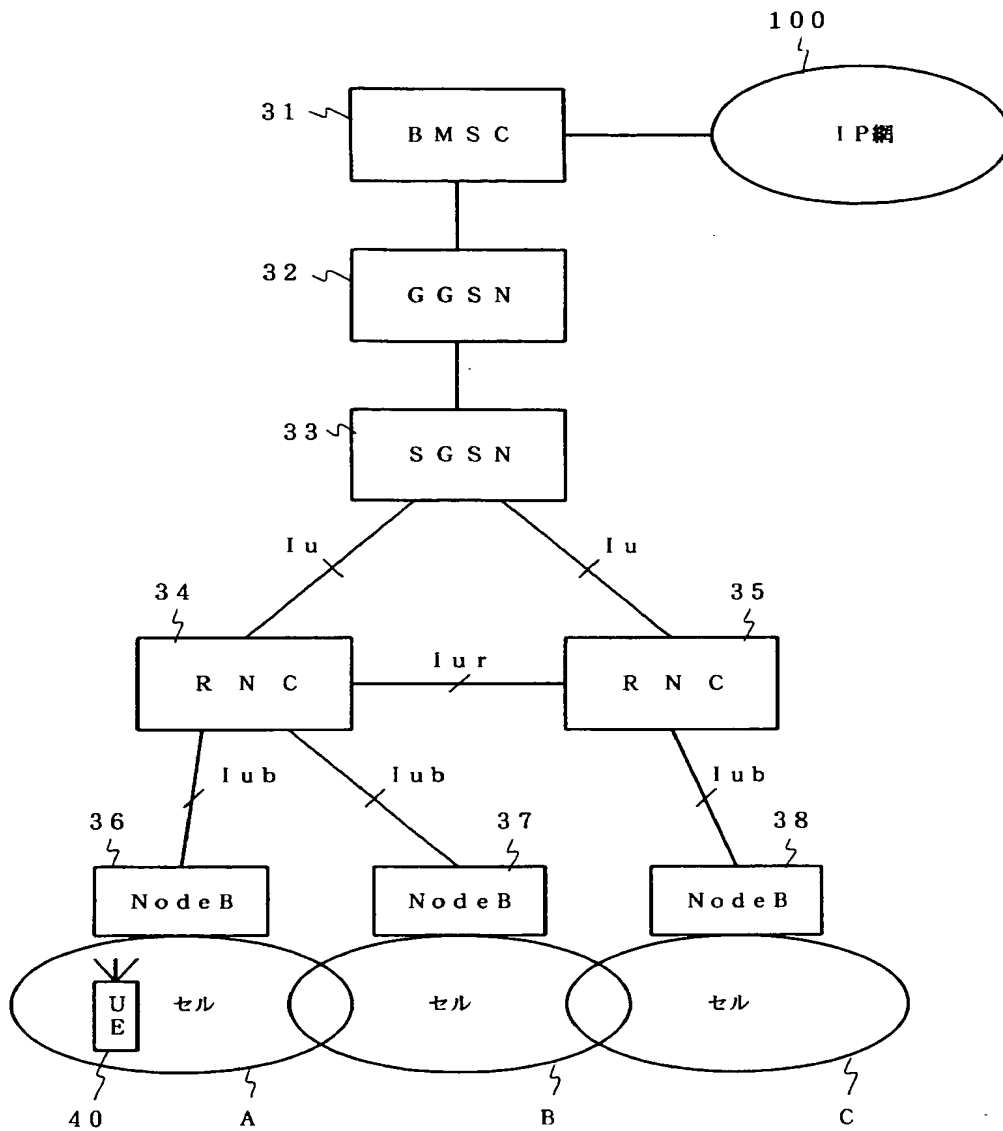 100
31
BMSC
IP網
32
GGSN
33
SGSN
Iu
Iu
34
35
RNC
Iur
RNC
Iub
Iub
Iub
36
37
38
NodeB
NodeB
NodeB
UE
セル
セル
セル
40
A
B
C